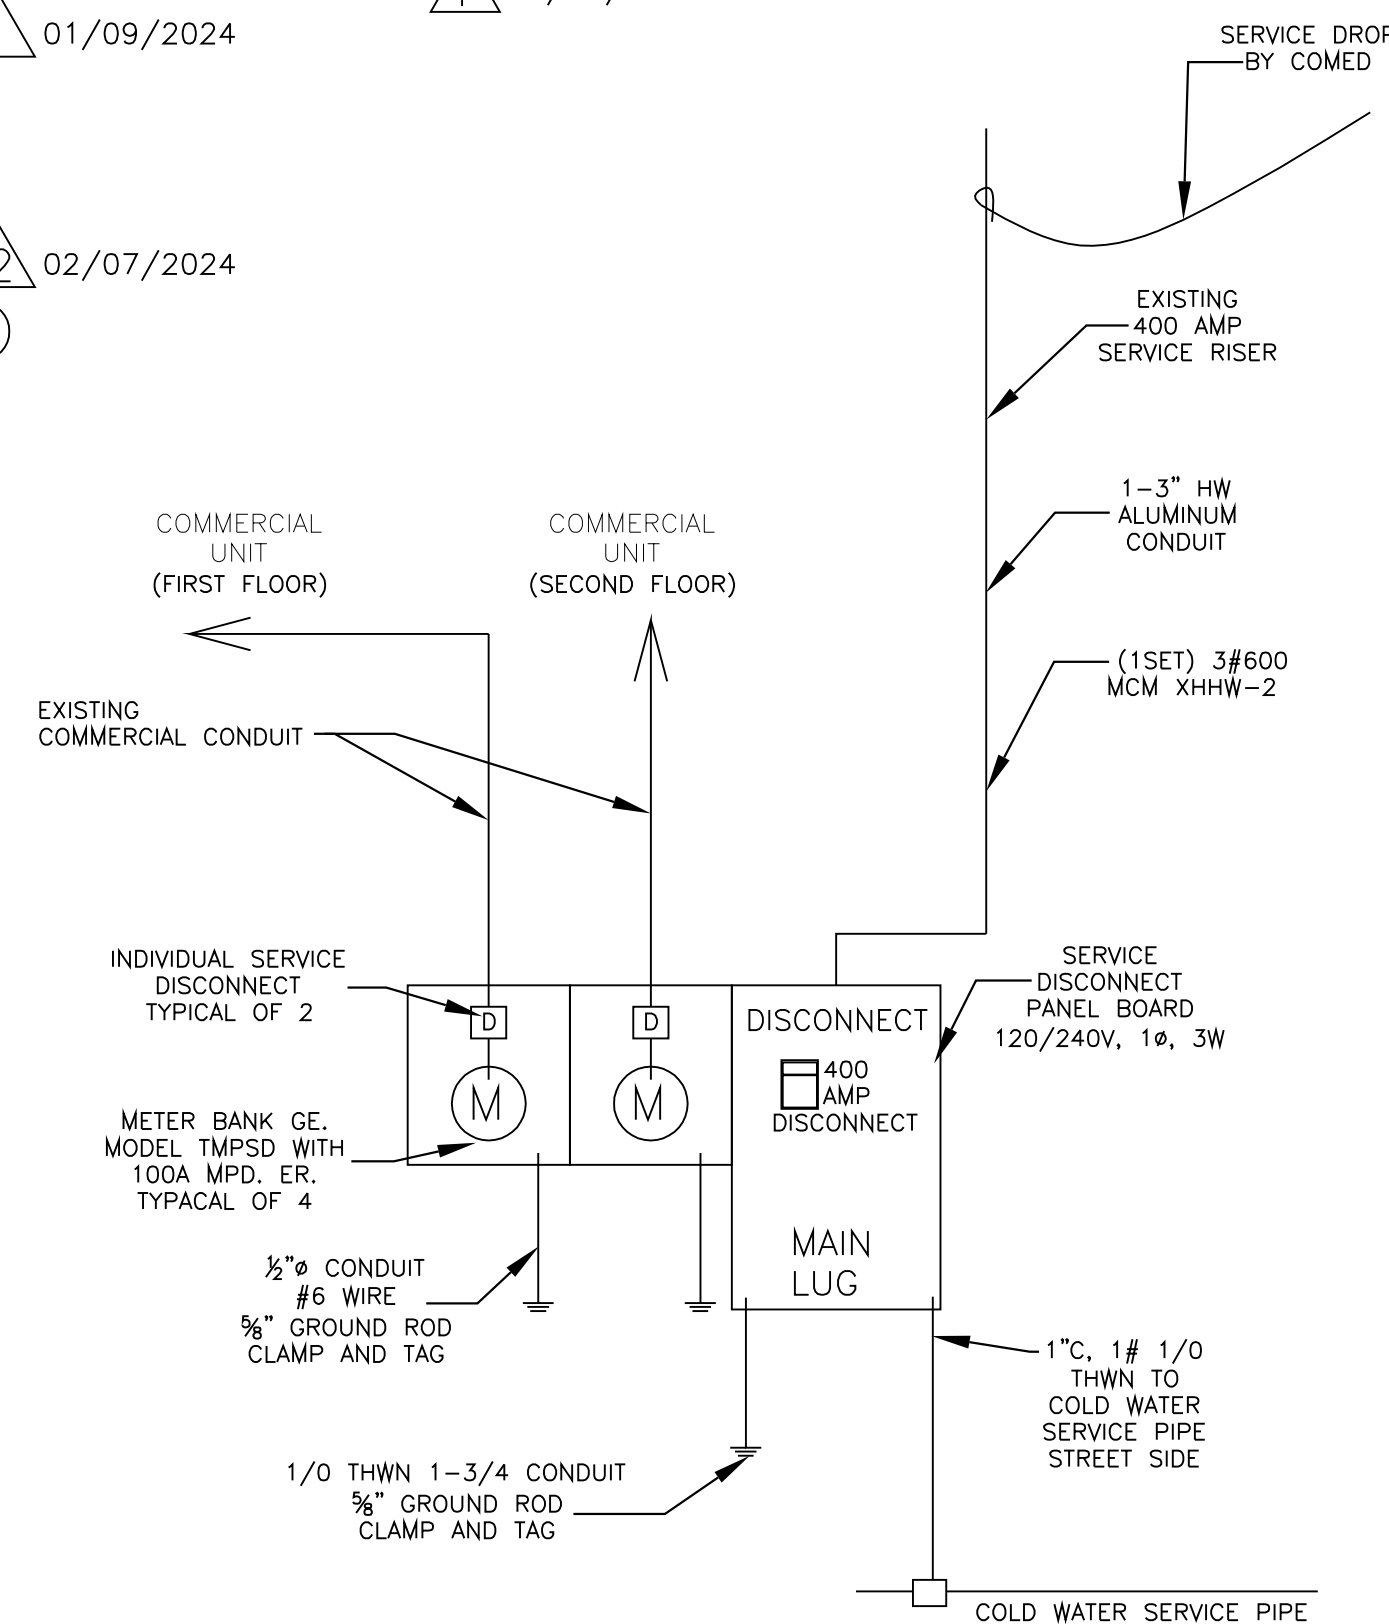 01/09/2024
SERVICE DROP
BY COMED
2
02/07/2024
EXISTING
400 AMP
SERVICE RISER
1-3" HW
ALUMINUM
CONDUIT
COMMERCIAL
UNIT
(FIRST FLOOR)
COMMERCIAL
UNIT
(SECOND FLOOR)
(1SET) 3#600
MCM XHHW-2
EXISTING
COMMERCIAL CONDUIT
INDIVIDUAL SERVICE
DISCONNECT
TYPICAL OF 2
D
D
DISCONNECT
SERVICE
DISCONNECT
PANEL BOARD
120/240V, 1ø, 3W
400
AMP
DISCONNECT
M
M
METER BANK GE.
MODEL TMPSD WITH
100A MPD. ER.
TYPACAL OF 4
MAIN
LUG
½"ø CONDUIT
#6 WIRE
⅝" GROUND ROD
CLAMP AND TAG
1"C, 1# 1/0
THWN TO
COLD WATER
SERVICE PIPE
STREET SIDE
1/0 THWN 1-3/4 CONDUIT
⅝" GROUND ROD
CLAMP AND TAG
COLD WATER SERVICE PIPE